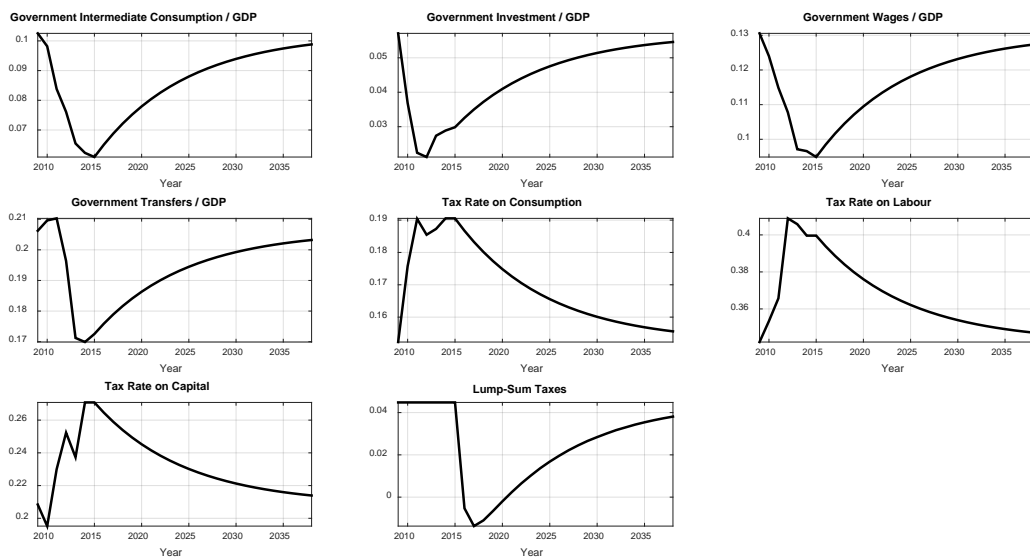 Government Intermediate Consumption / GDP
0.1
0.09
0.08
0.07
2010 2015 2020 2025 2030 2035
Year
Government Investment / GDP
0.05
0.03
2010 2015 2020 2025 2030 2035
Year
Government Wages / GDP
0.13
0.12
0.11
0.1
2010 2015 2020 2025 2030 2035
Year
Government Transfers / GDP
0.21
0.2
0.19
0.18
0.17
2010 2015 2020 2025 2030 2035
Year
Tax Rate on Consumption
0.19
0.18
0.17
0.16
2010 2015 2020 2025 2030 2035
Year
Tax Rate on Labour
0.4
0.38
0.36
2010 2015 2020 2025 2030 2035
Year
Tax Rate on Capital
0.26
0.24
0.22
0.2
2010 2015 2020 2025 2030 2035
Year
Lump-Sum Taxes
0.04
0.02
0
2010 2015 2020 2025 2030 2035
Year